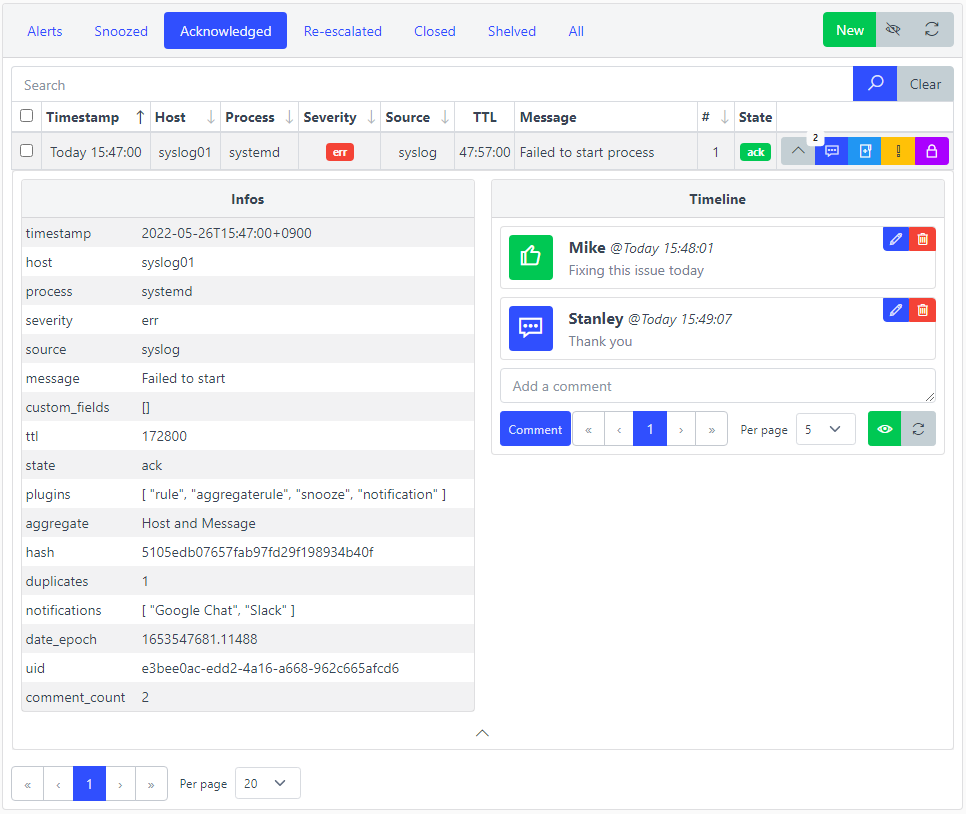 Alerts Snoozed Acknowledged Re-escalated Closed Shelved All New
Search Clear
Timestamp ↑ Host ↓ Process ↓ Severity ↓ Source ↓ TTL Message # ↓ State
2
Today 15:47:00 syslog01 systemd err syslog 47:57:00 Failed to start process 1 ack
Infos
timestamp 2022-05-26T15:47:00+0900
host syslog01
process systemd
severity err
source syslog
message Failed to start
custom_fields []
ttl 172800
state ack
plugins [ "rule", "aggregaterule", "snooze", "notification" ]
aggregate Host and Message
hash 5105edb07657fab97fd29f198934b40f
duplicates 1
notifications [ "Google Chat", "Slack" ]
date_epoch 1653547681.11488
uid e3bee0ac-edd2-4a16-a668-962c665afcd6
comment_count 2
Timeline
Mike @Today 15:48:01
Fixing this issue today
Stanley @Today 15:49:07
Thank you
Add a comment
Comment « ‹ 1 › » Per page 5
« ‹ 1 › » Per page 20